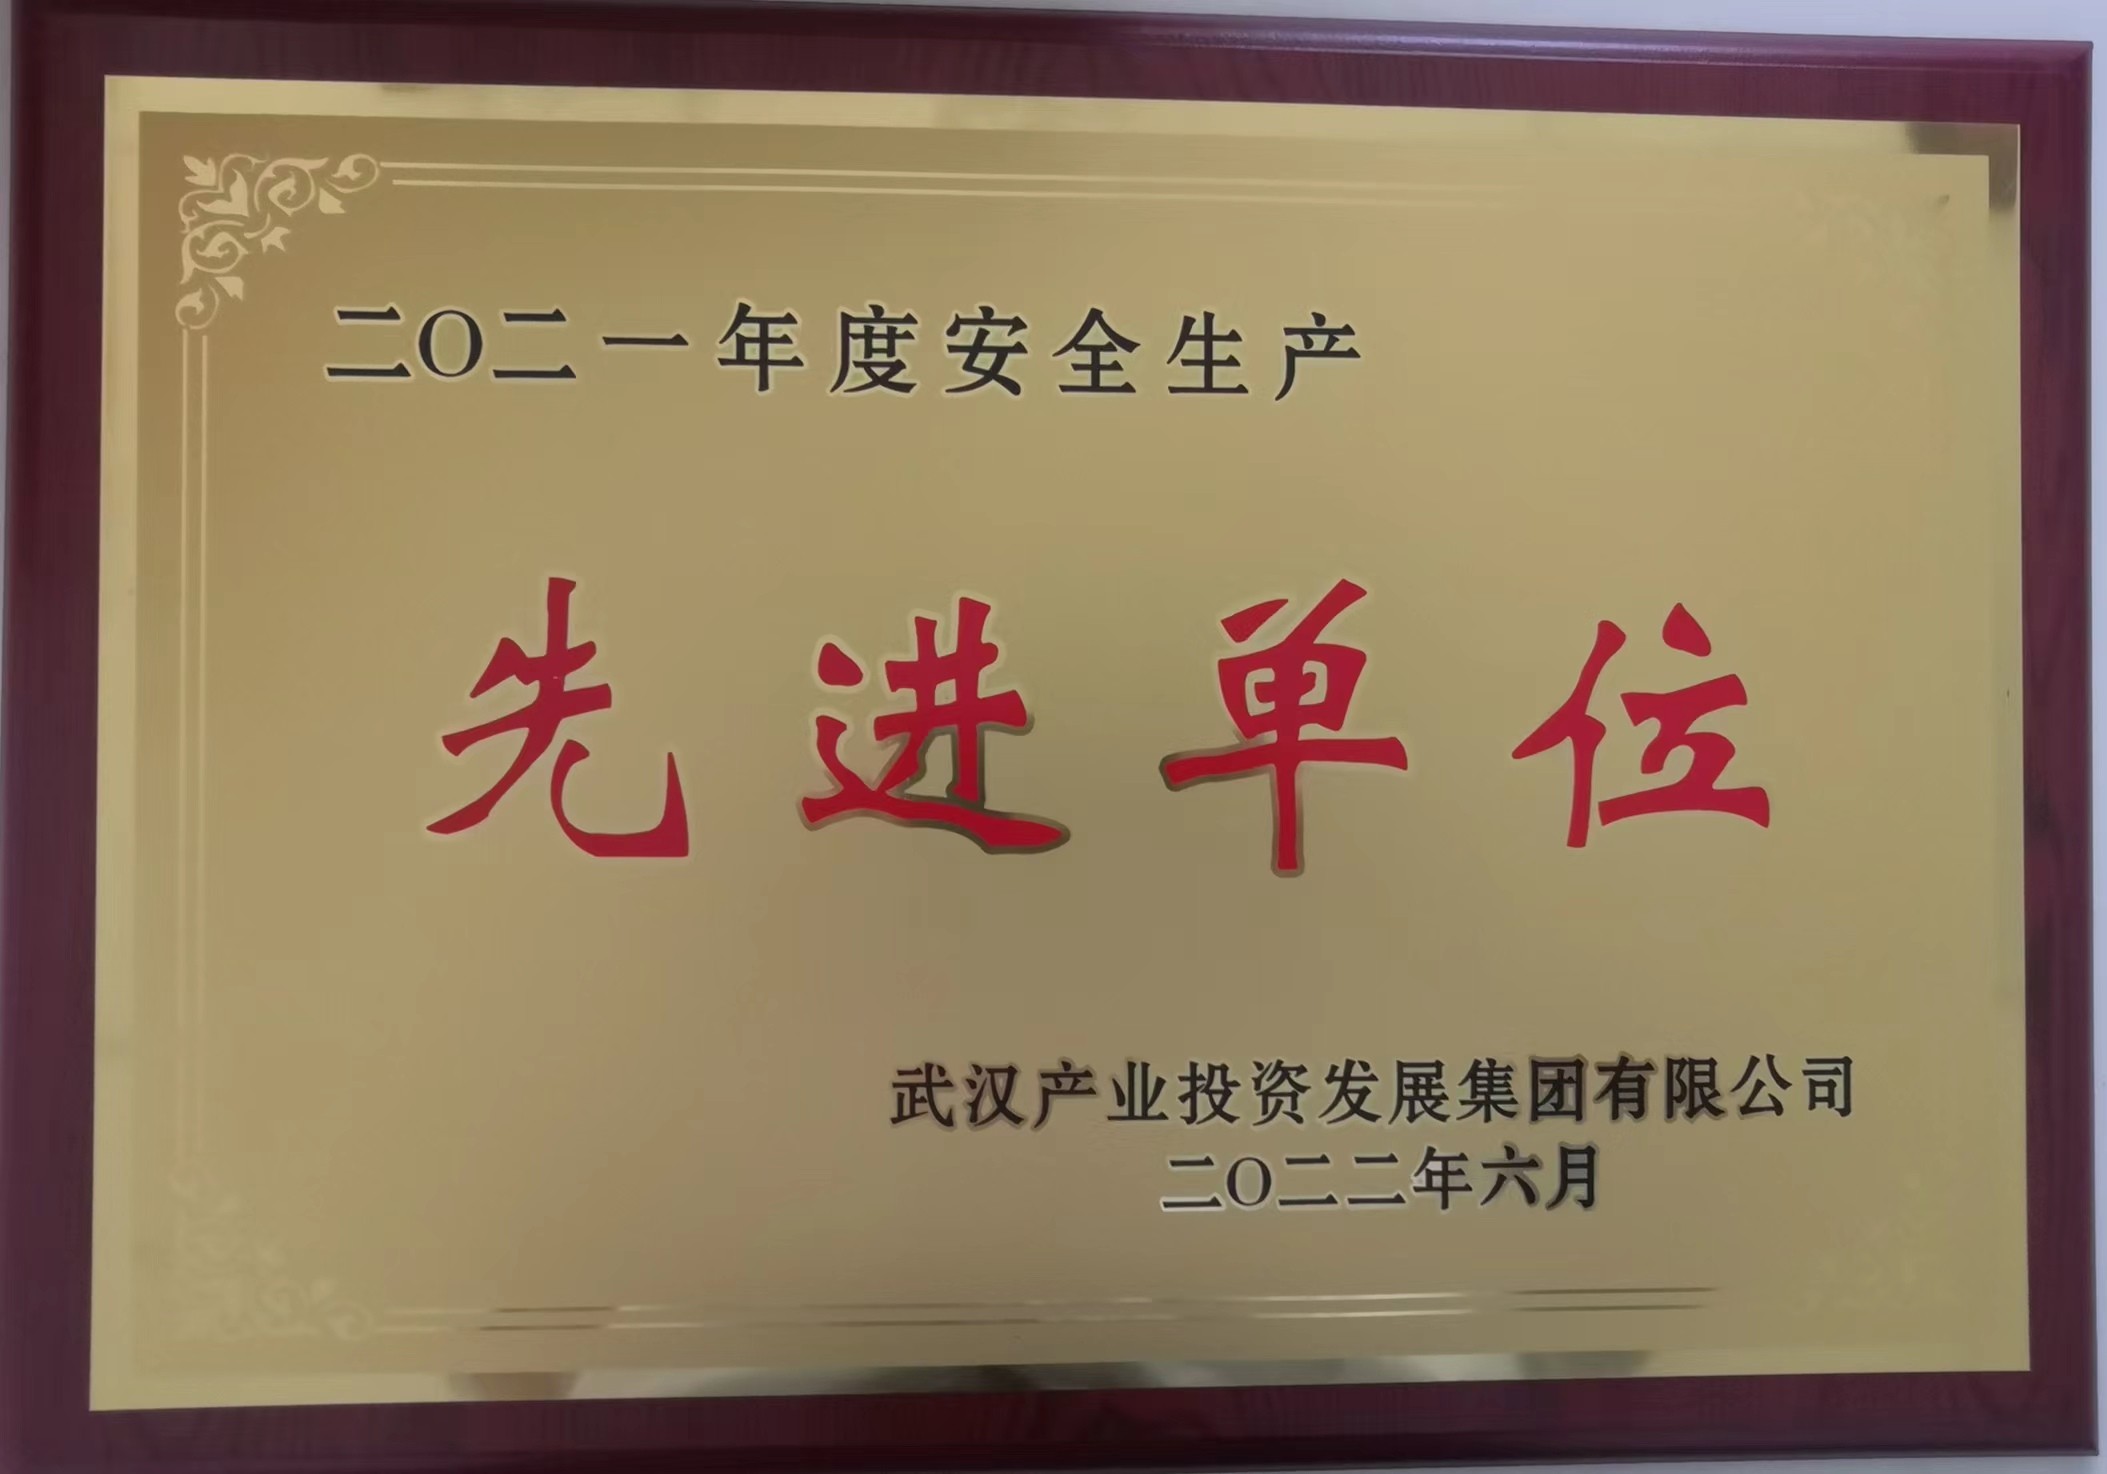 二〇二一年度安全生产
先进单位
武汉产业投资发展集团有限公司
二〇二二年六月